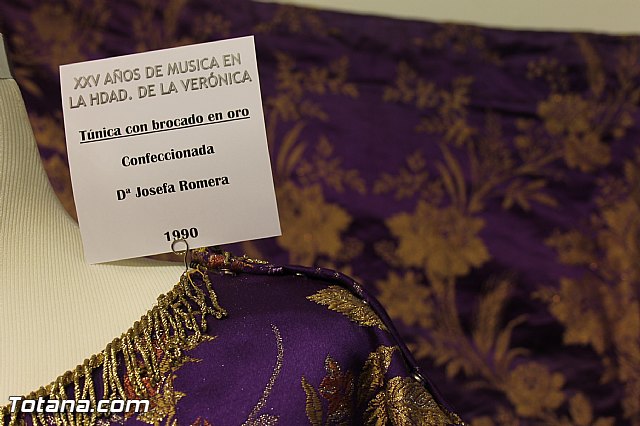 XXV AÑOS DE MUSICA EN
LA HDAD. DE LA VERÓNICA
Túnica con brocado en oro
Confeccionada
Dª Josefa Romera
1990
Totana.com